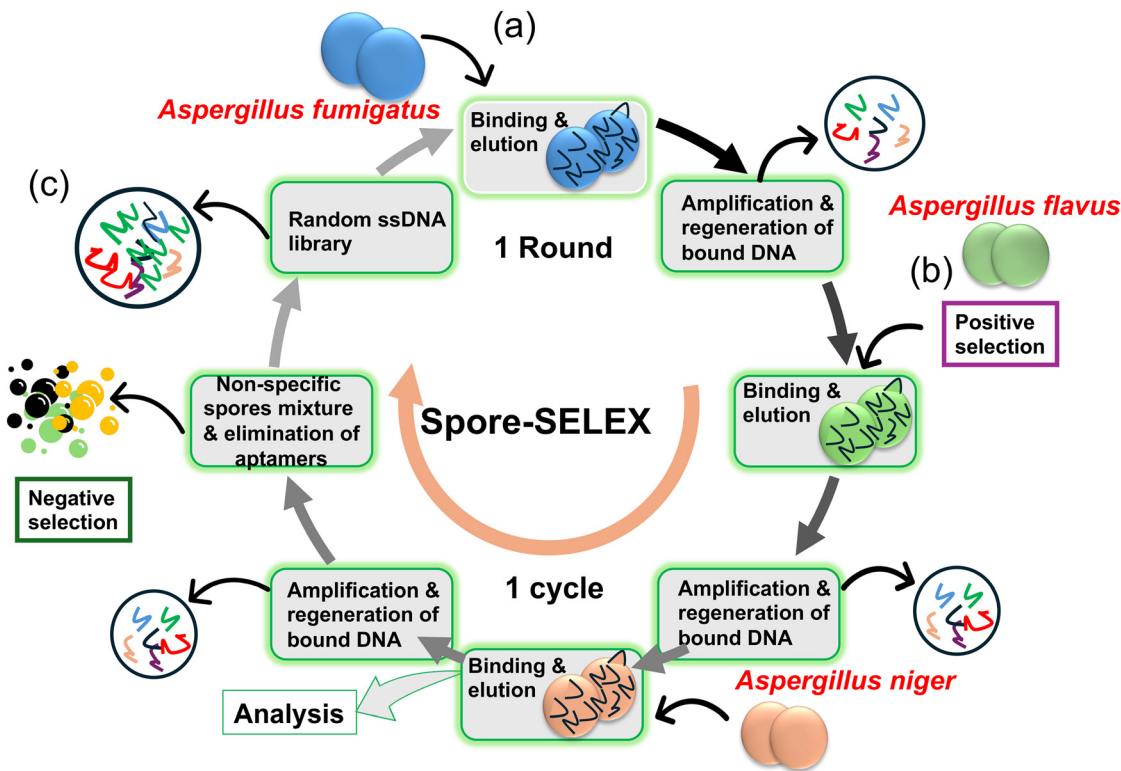 (a)
Aspergillus fumigatus
Binding &
elution
(c)
Random ssDNA
library
1 Round
Amplification &
regeneration of
bound DNA
Aspergillus flavus
(b)
Positive
selection
Non-specific
spores mixture
& elimination of
aptamers
Spore-SELEX
Binding &
elution
Negative
selection
Amplification &
regeneration of
bound DNA
1 cycle
Amplification &
regeneration of
bound DNA
Binding &
elution
Aspergillus niger
Analysis